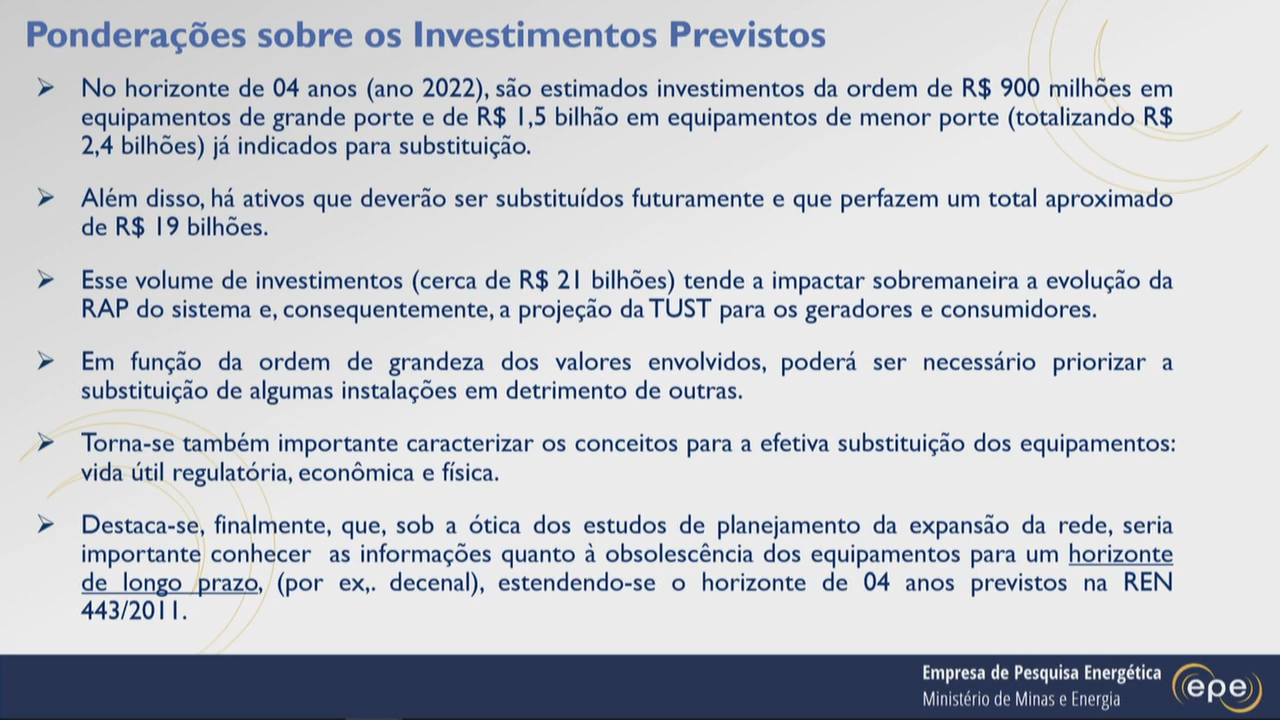 Ponderações sobre os Investimentos Previstos
➢ No horizonte de 04 anos (ano 2022), são estimados investimentos da ordem de R$ 900 milhões em
equipamentos de grande porte e de R$ 1,5 bilhão em equipamentos de menor porte (totalizando R$
2,4 bilhões) já indicados para substituição.
➢ Além disso, há ativos que deverão ser substituídos futuramente e que perfazem um total aproximado
de R$ 19 bilhões.
➢ Esse volume de investimentos (cerca de R$ 21 bilhões) tende a impactar sobremaneira a evolução da
RAP do sistema e, consequentemente, a projeção da TUST para os geradores e consumidores.
➢ Em função da ordem de grandeza dos valores envolvidos, poderá ser necessário priorizar a
substituição de algumas instalações em detrimento de outras.
➢ Torna-se também importante caracterizar os conceitos para a efetiva substituição dos equipamentos:
vida útil regulatória, econômica e física.
➢ Destaca-se, finalmente, que, sob a ótica dos estudos de planejamento da expansão da rede, seria
importante conhecer as informações quanto à obsolescência dos equipamentos para um horizonte
de longo prazo, (por ex,. decenal), estendendo-se o horizonte de 04 anos previstos na REN
443/2011.
Empresa de Pesquisa Energética
Ministério de Minas e Energia
epe